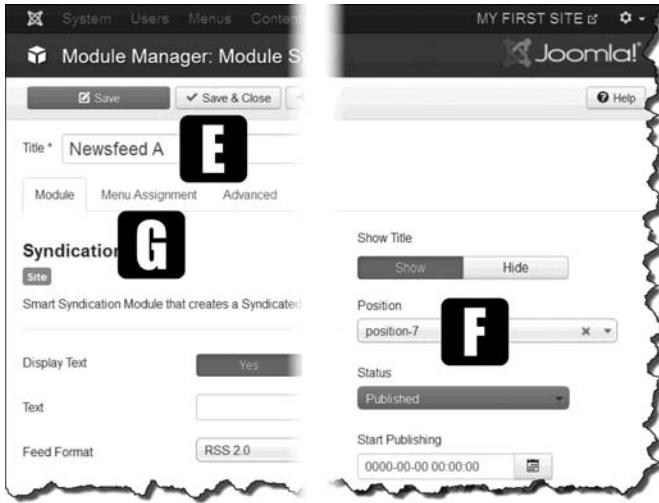 System Users Menus Content
MY FIRST SITE
Module Manager: Module S
Joomla!
Save
Save & Close
Help
Title * Newsfeed A
E
Module Menu Assignment Advanced
G
Syndication
Site
Smart Syndication Module that creates a Syndicated
Display Text Yes
Text
Feed Format RSS 2.0
Show Title
Show Hide
Position
position-7
F
Status
Published
Start Publishing
0000-00-00 00:00:00